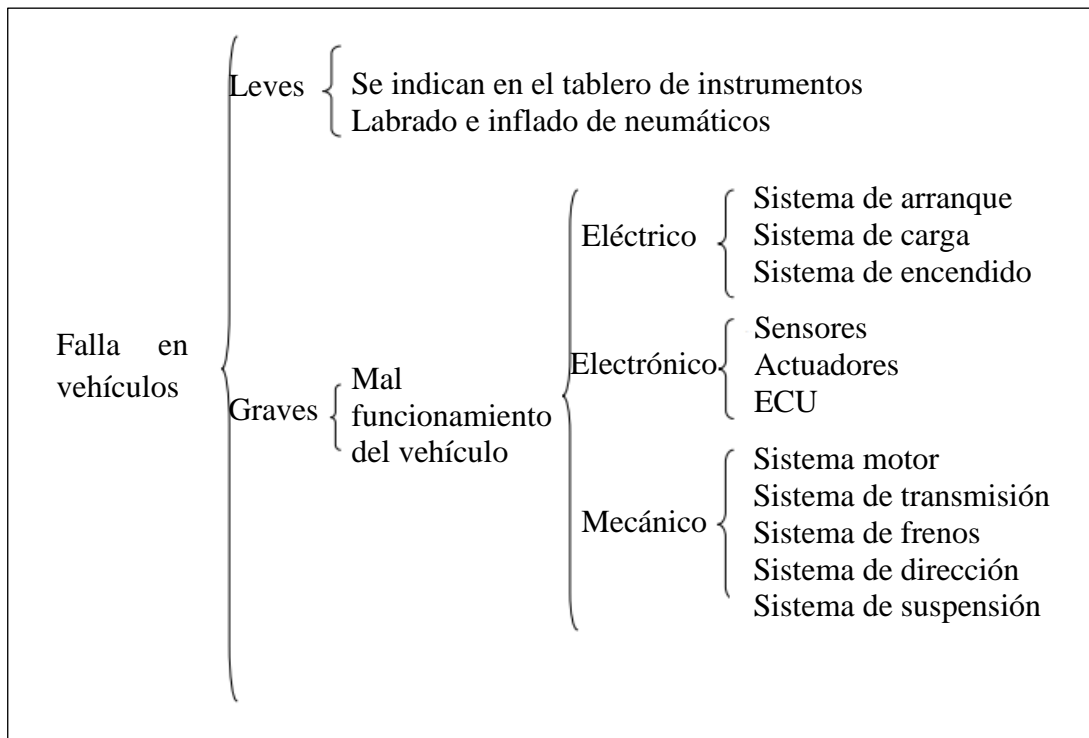 Falla en
vehículos
Leves
Se indican en el tablero de instrumentos
Labrado e inflado de neumáticos
Graves
Mal
funcionamiento
del vehículo
Eléctrico
Sistema de arranque
Sistema de carga
Sistema de encendido
Electrónico
Sensores
Actuadores
ECU
Mecánico
Sistema motor
Sistema de transmisión
Sistema de frenos
Sistema de dirección
Sistema de suspensión